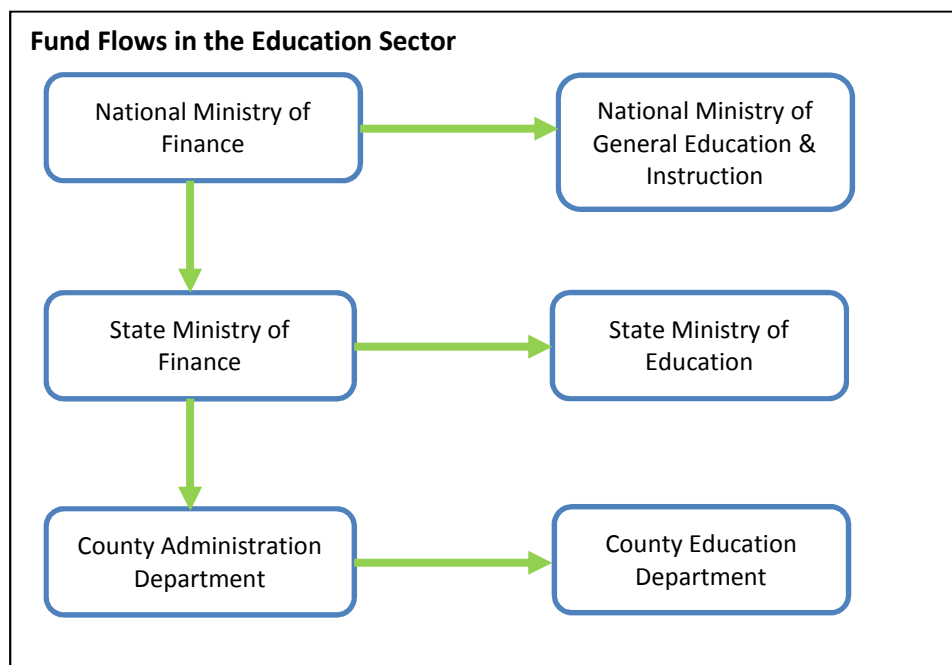 Fund Flows in the Education Sector
National Ministry of
Finance
National Ministry of
General Education &
Instruction
State Ministry of
Finance
State Ministry of
Education
County Administration
Department
County Education
Department